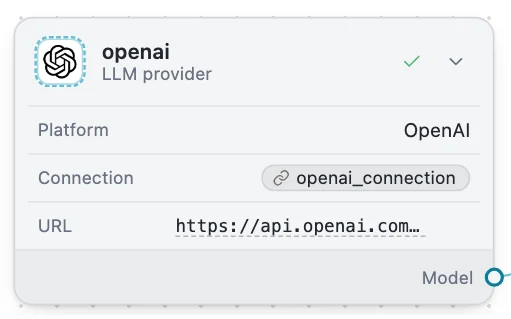 openai
LLM provider
Platform OpenAI
Connection openai_connection
URL https://api.openai.com…
Model